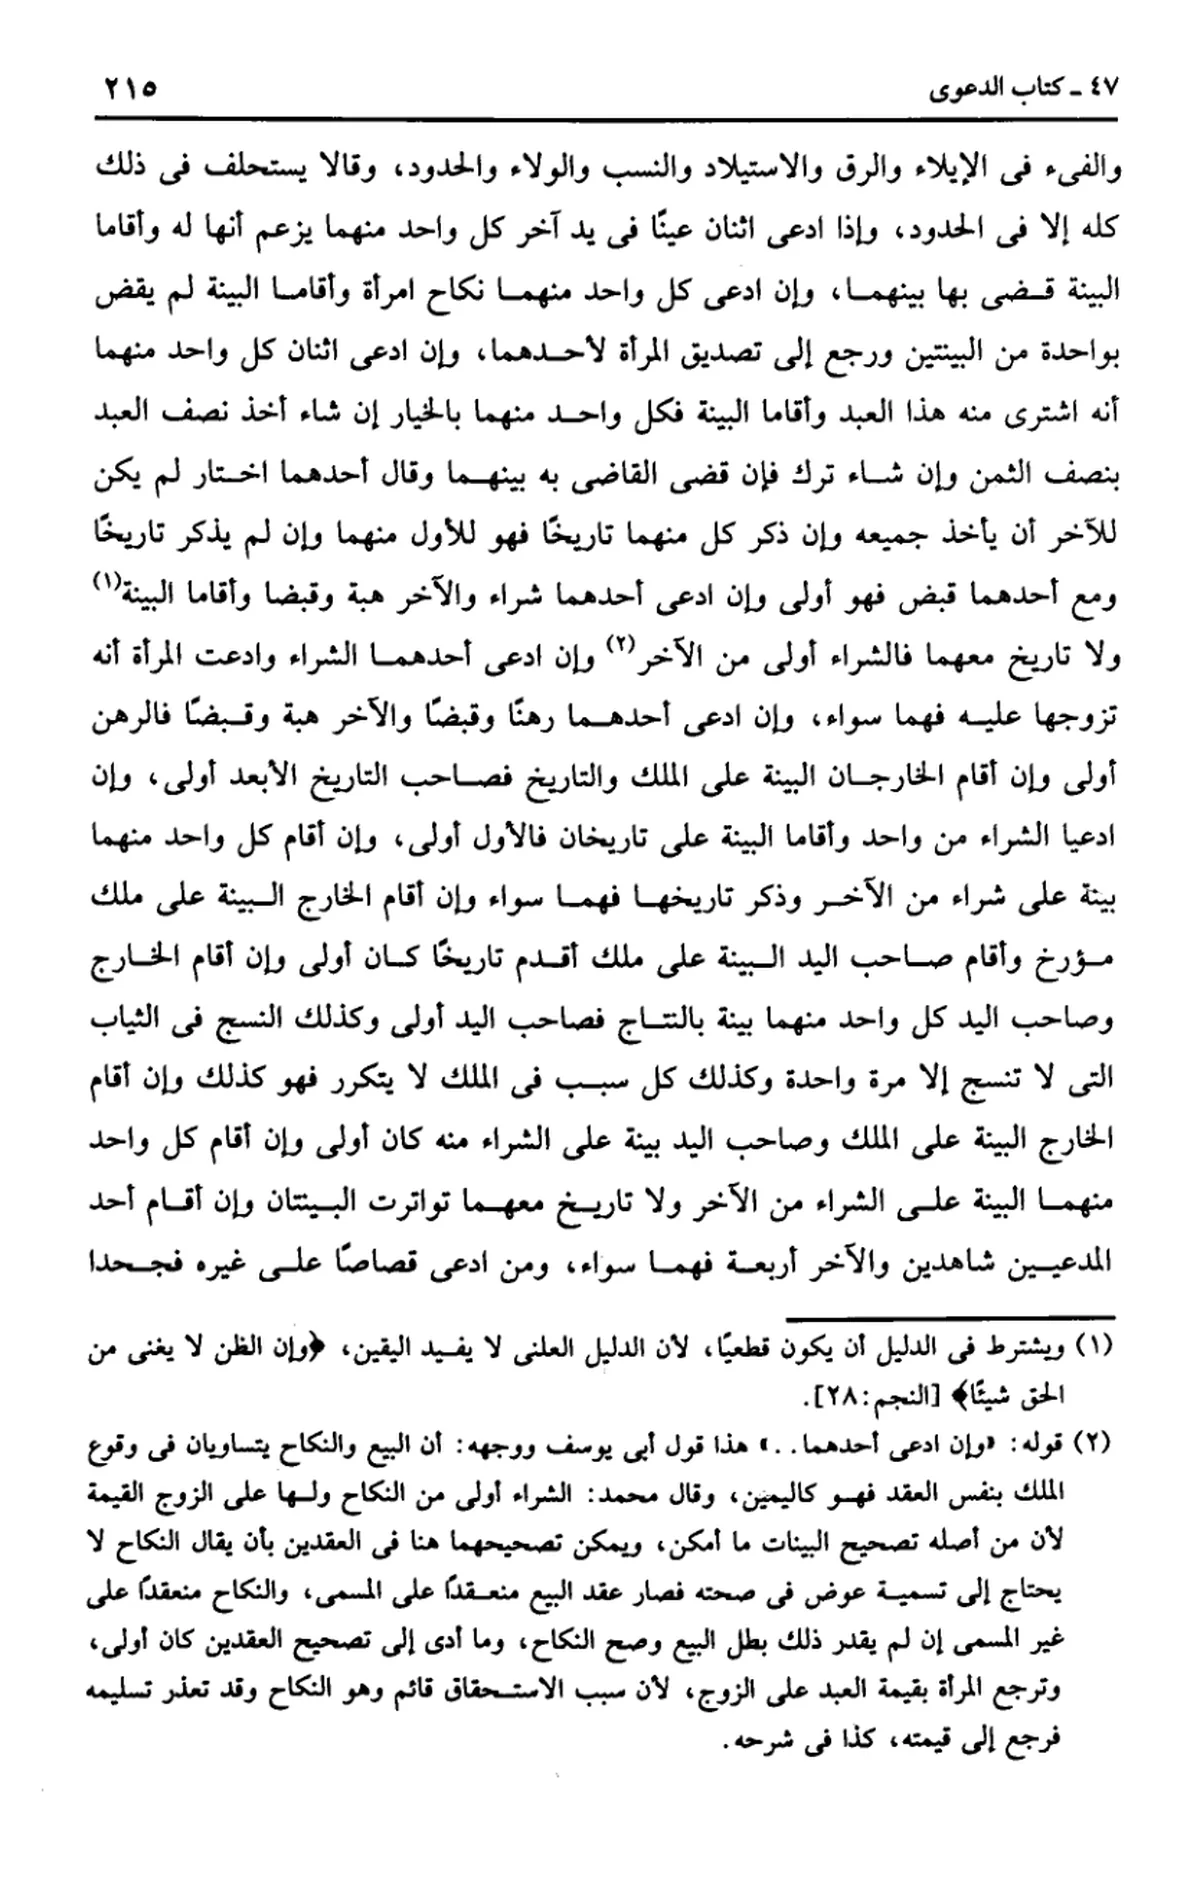 ٤٧ - كتاب الدعوى ٢١٥
والفىء فى الإيلاء والرق والاستيلاد والنسب والولاء والحدود، وقالا يستحلف فى ذلك
كله إلا فى الحدود، وإذا ادعى اثنان عينًا فى يد آخر كل واحد منهما يزعم أنها له وأقاما
البينة قضى بها بينهما، وإن ادعى كل واحد منهما نكاح امرأة وأقاما البينة لم يقض
بواحدة من البينتين ورجع إلى تصديق المرأة لأحدهما، وإن ادعى اثنان كل واحد منهما
أنه اشترى منه هذا العبد وأقاما البينة فكل واحد منهما بالخيار إن شاء أخذ نصف العبد
بنصف الثمن وإن شاء ترك فإن قضى القاضى به بينهما وقال أحدهما اختار لم يكن
للآخر أن يأخذ جميعه وإن ذكر كل منهما تاريخًا فهو للأول منهما وإن لم يذكر تاريخًا
ومع أحدهما قبض فهو أولى وإن ادعى أحدهما شراء والآخر هبة وقبضا وأقاما البينة(١)
ولا تاريخ معهما فالشراء أولى من الآخر(٢) وإن ادعى أحدهما الشراء وادعت المرأة أنه
تزوجها عليه فهما سواء، وإن ادعى أحدهما رهنًا وقبضًا والآخر هبة وقبضًا فالرهن
أولى وإن أقام الخارجان البينة على الملك والتاريخ فصاحب التاريخ الأبعد أولى، وإن
ادعيا الشراء من واحد وأقاما البينة على تاريخان فالأول أولى، وإن أقام كل واحد منهما
بينة على شراء من الآخر وذكر تاريخها فهما سواء وإن أقام الخارج البينة على ملك
مؤرخ وأقام صاحب اليد البينة على ملك أقدم تاريخًا كان أولى وإن أقام الخارج
وصاحب اليد كل واحد منهما بينة بالنتاج فصاحب اليد أولى وكذلك النسج فى الثياب
التى لا تنسج إلا مرة واحدة وكذلك كل سبب فى الملك لا يتكرر فهو كذلك وإن أقام
الخارج البينة على الملك وصاحب اليد بينة على الشراء منه كان أولى وإن أقام كل واحد
منهما البينة على الشراء من الآخر ولا تاريخ معهما تواترت البينتان وإن أقام أحد
المدعيين شاهدين والآخر أربعة فهما سواء، ومن ادعى قصاصًا على غيره فجحدا
(١) ويشترط فى الدليل أن يكون قطعيًا، لأن الدليل العلنى لا يفيد اليقين، ﴿وإن الظن لا يغنى من
الحق شيئًا﴾ [النجم:٢٨].
(٢) قوله: «وإن ادعى أحدهما..» هذا قول أبى يوسف ووجهه: أن البيع والنكاح يتساويان فى وقوع
الملك بنفس العقد فهو كاليمين، وقال محمد: الشراء أولى من النكاح ولها على الزوج القيمة
لأن من أصله تصحيح البينات ما أمكن، ويمكن تصحيحهما هنا فى العقدين بأن يقال النكاح لا
يحتاج إلى تسمية عوض فى صحته فصار عقد البيع منعقدًا على المسمى، والنكاح منعقدًا على
غير المسمى إن لم يقدر ذلك بطل البيع وصح النكاح، وما أدى إلى تصحيح العقدين كان أولى،
وترجع المرأة بقيمة العبد على الزوج، لأن سبب الاستحقاق قائم وهو النكاح وقد تعذر تسليمه
فرجع إلى قيمته، كذا فى شرحه.